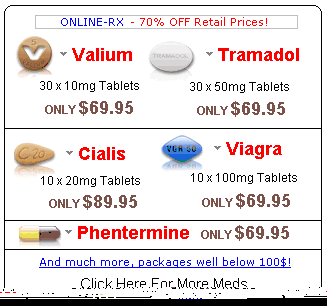 ONLINE-RX - 70% OFF Retail Prices!
V Valium
30 x 10mg Tablets
ONLY $69.95
TRAMADOL Tramadol
30 x 50mg Tablets
ONLY $69.95
Cialis
10 x 20mg Tablets
ONLY $89.95
VGR 50 Viagra
10 x 100mg Tablets
ONLY $69.95
Phentermine ONLY $69.95
And much more, packages well below 100$!
Click Here For More Meds